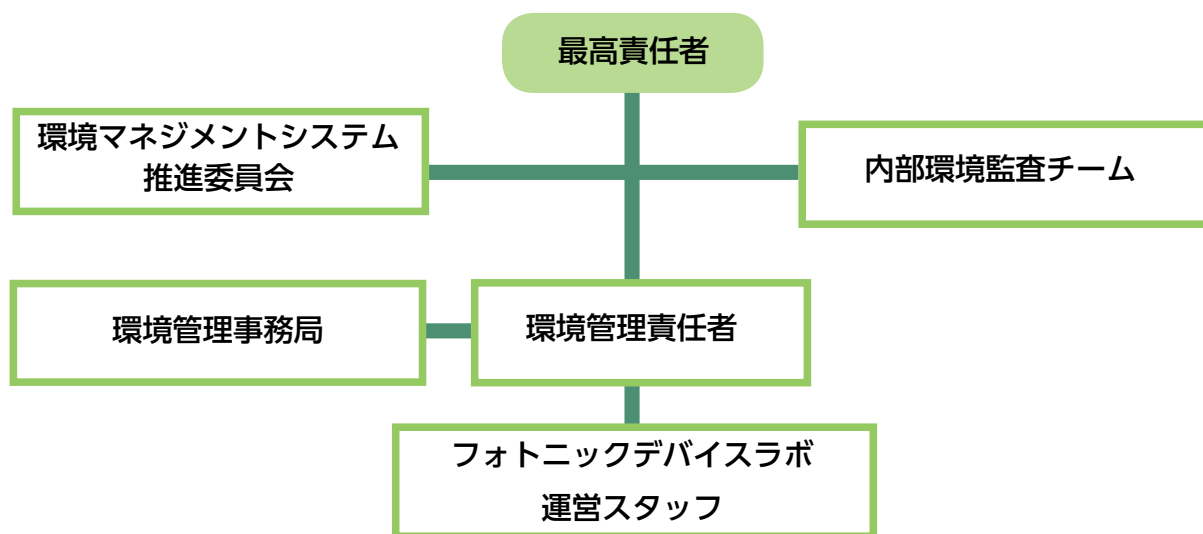 最高責任者
環境マネジメントシステム
推進委員会
内部環境監査チーム
環境管理事務局
環境管理責任者
フォトニックデバイスラボ
運営スタッフ